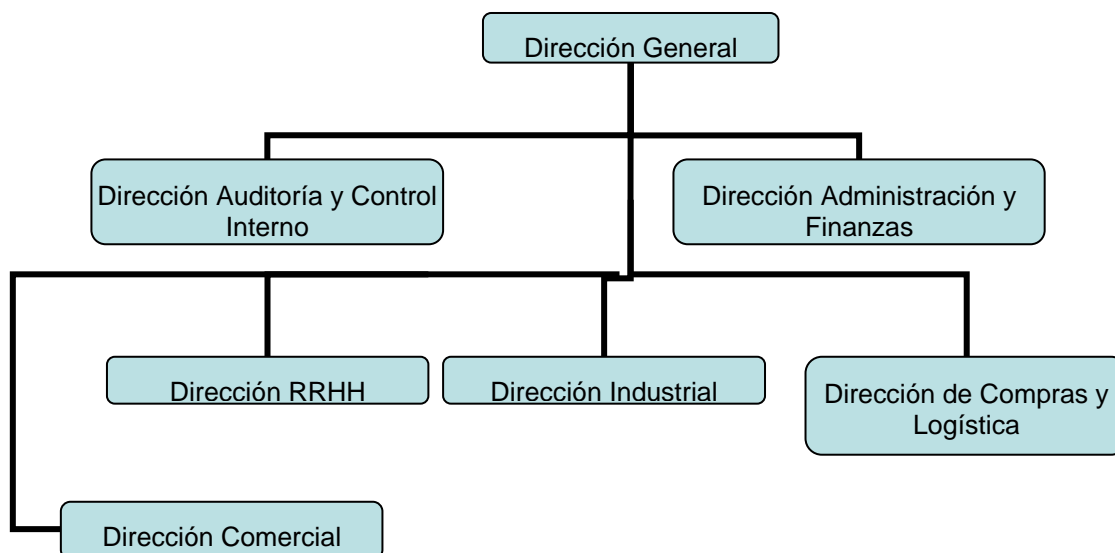 Dirección General
Dirección Auditoría y Control
Interno
Dirección Administración y
Finanzas
Dirección RRHH
Dirección Industrial
Dirección de Compras y
Logística
Dirección Comercial